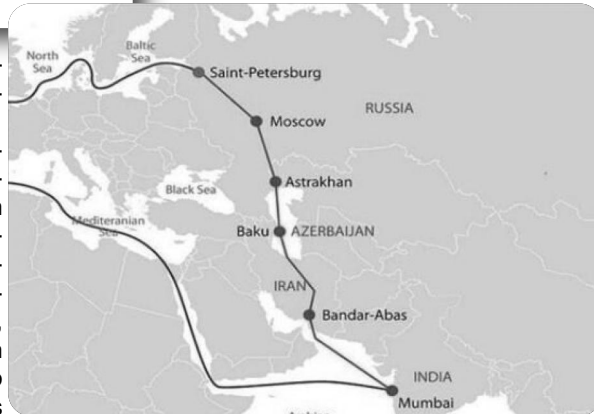 North
Sea
Baltic
Sea
Saint-Petersburg
RUSSIA
Moscow
Astrakhan
Black Sea
Mediteranian
Sea
Baku
AZERBAIJAN
IRAN
Bandar-Abas
INDIA
Mumbai